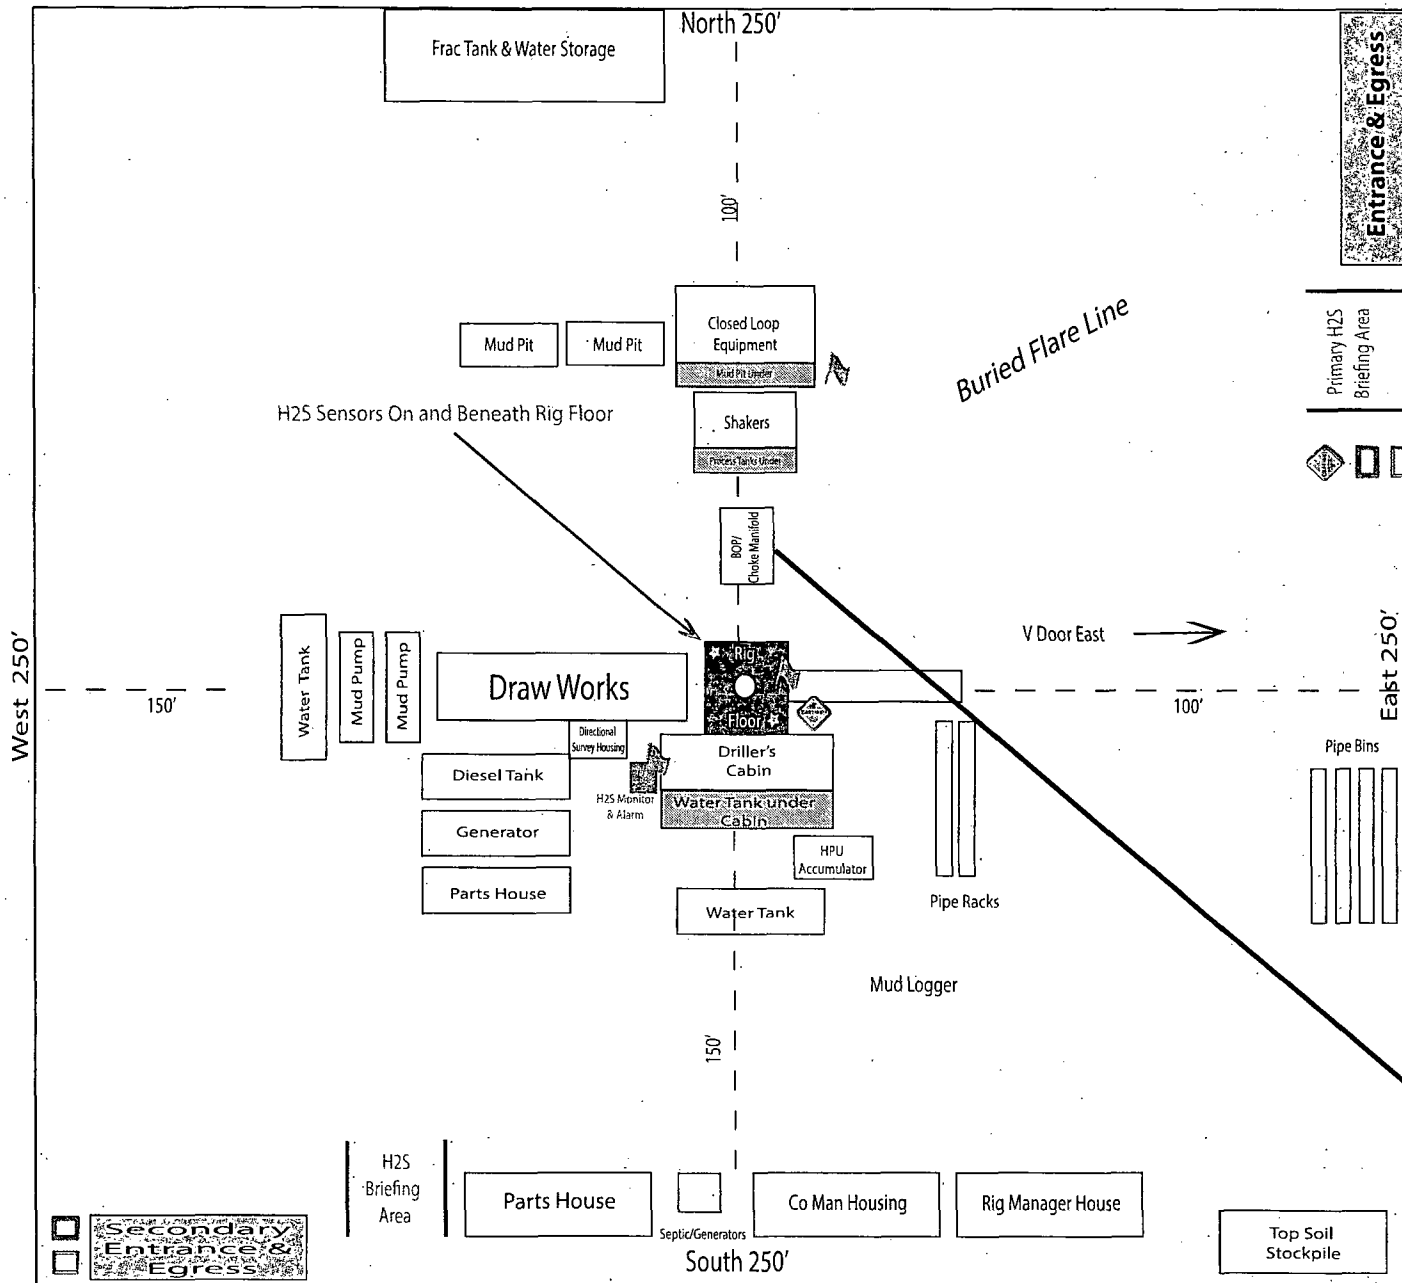 North 250'
Frac Tank & Water Storage
Entrance & Egress
100'
Closed Loop
Equipment
Mud Pit Under
Mud Pit
Mud Pit
Buried Flare Line
Primary H2S
Briefing Area
H2S Sensors On and Beneath Rig Floor
Shakers
Process Tanks Under
BOP/
Choke Manifold
V Door East
West 250'
150'
Water Tank
Mud Pump
Mud Pump
Draw Works
Rig
Floor
100'
East 250'
Directional
Survey Housing
Driller's
Cabin
Diesel Tank
H2S Monitor
& Alarm
Water Tank under
Cabin
Pipe Bins
Generator
HPU
Accumulator
Parts House
Water Tank
Pipe Racks
Mud Logger
150'
H2S
Briefing
Area
Parts House
Septic/Generators
Co Man Housing
Rig Manager House
Secondary
Entrance &
Egress
South 250'
Top Soil
Stockpile